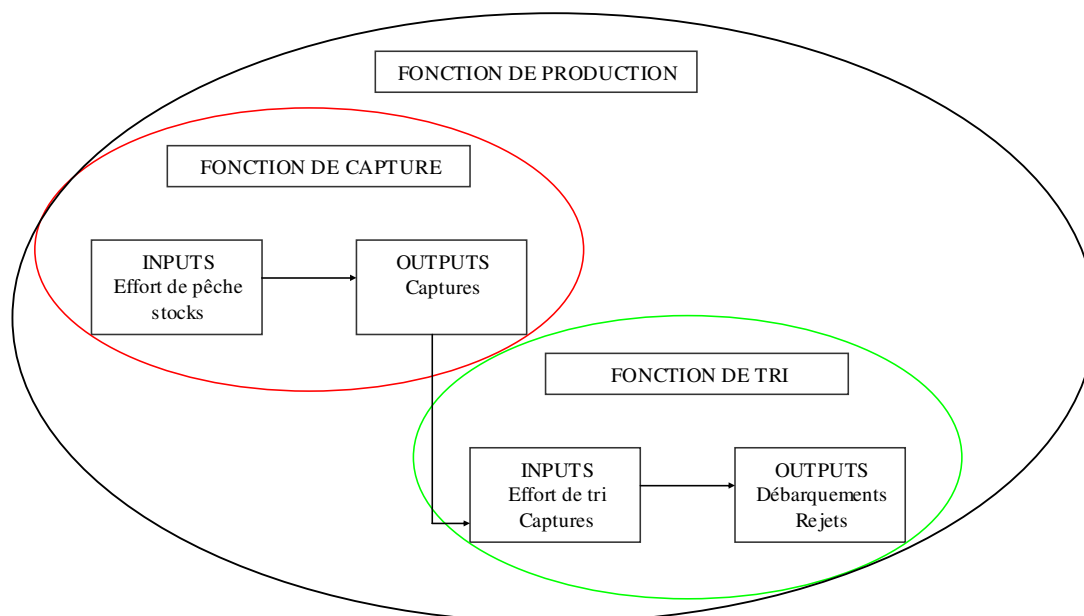 FONCTION DE PRODUCTION
FONCTION DE CAPTURE
INPUTS
Effort de pêche
stocks
OUTPUTS
Captures
FONCTION DE TRI
INPUTS
Effort de tri
Captures
OUTPUTS
Débarquements
Rejets